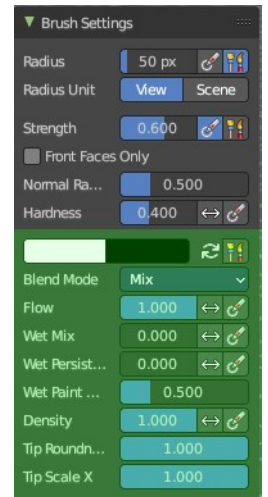 Brush Settings
Radius 50 px
Radius Unit View Scene
Strength 0.600
Front Faces Only
Normal Ra... 0.500
Hardness 0.400
Blend Mode Mix
Flow 1.000
Wet Mix 0.000
Wet Persist... 0.000
Wet Paint ... 0.500
Density 1.000
Tip Roundn... 1.000
Tip Scale X 1.000